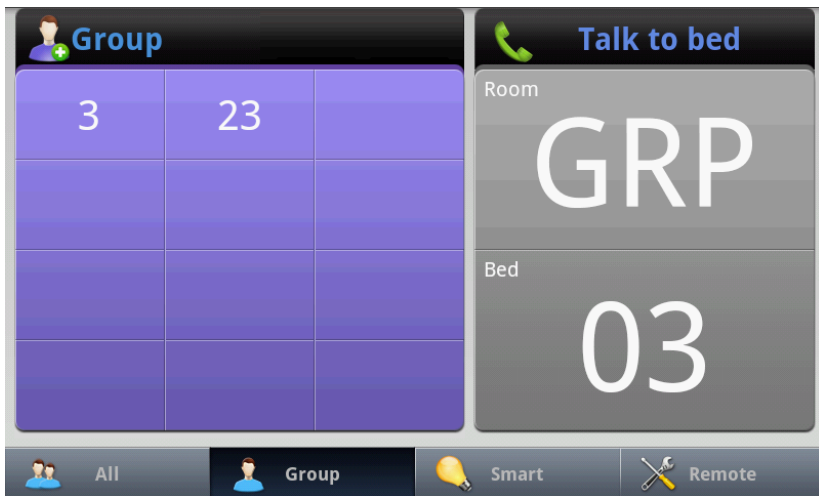 Group
Talk to bed
3
23
Room
GRP
Bed
03
All
Group
Smart
Remote